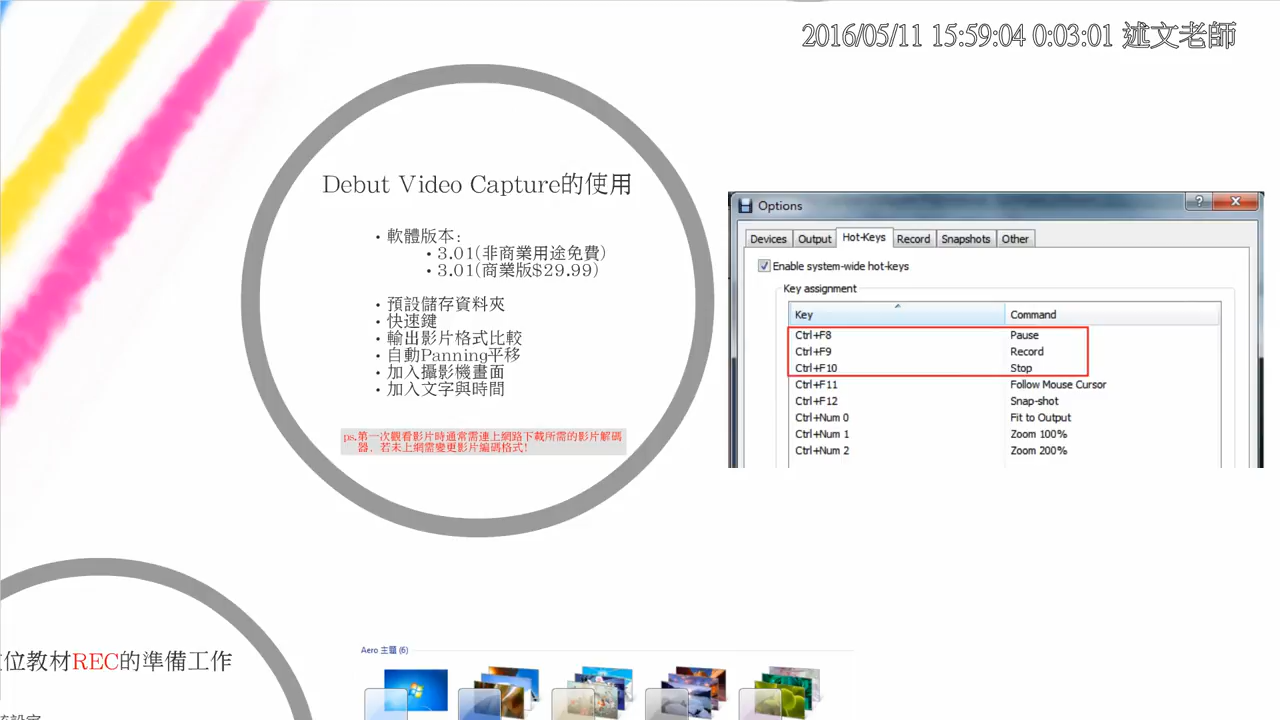 2016/05/11 15:59:04 0:03:01 述文老師
Debut Video Capture的使用
• 軟體版本:
• 3.01(非商業用途免費)
• 3.01(商業版$29.99)
• 預設儲存資料夾
• 快速鍵
• 輸出影片格式比較
• 自動Panning平移
• 加入攝影機畫面
• 加入文字與時間
ps.第一次觀看影片時通常需連上網路下載所需的影片解碼
器，若未上網需變更影片編碼格式!
Options
Devices Output Hot-Keys Record Snapshots Other
Enable system-wide hot-keys
Key assignment
Key Command
Ctrl+F8 Pause
Ctrl+F9 Record
Ctrl+F10 Stop
Ctrl+F11 Follow Mouse Cursor
Ctrl+F12 Snap-shot
Ctrl+Num 0 Fit to Output
Ctrl+Num 1 Zoom 100%
Ctrl+Num 2 Zoom 200%
位教材REC的準備工作
Aero 主題 (6)